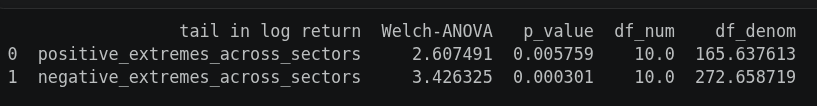 tail in log return Welch-ANOVA p_value df_num df_denom
0 positive_extremes_across_sectors 2.607491 0.005759 10.0 165.637613
1 negative_extremes_across_sectors 3.426325 0.000301 10.0 272.658719